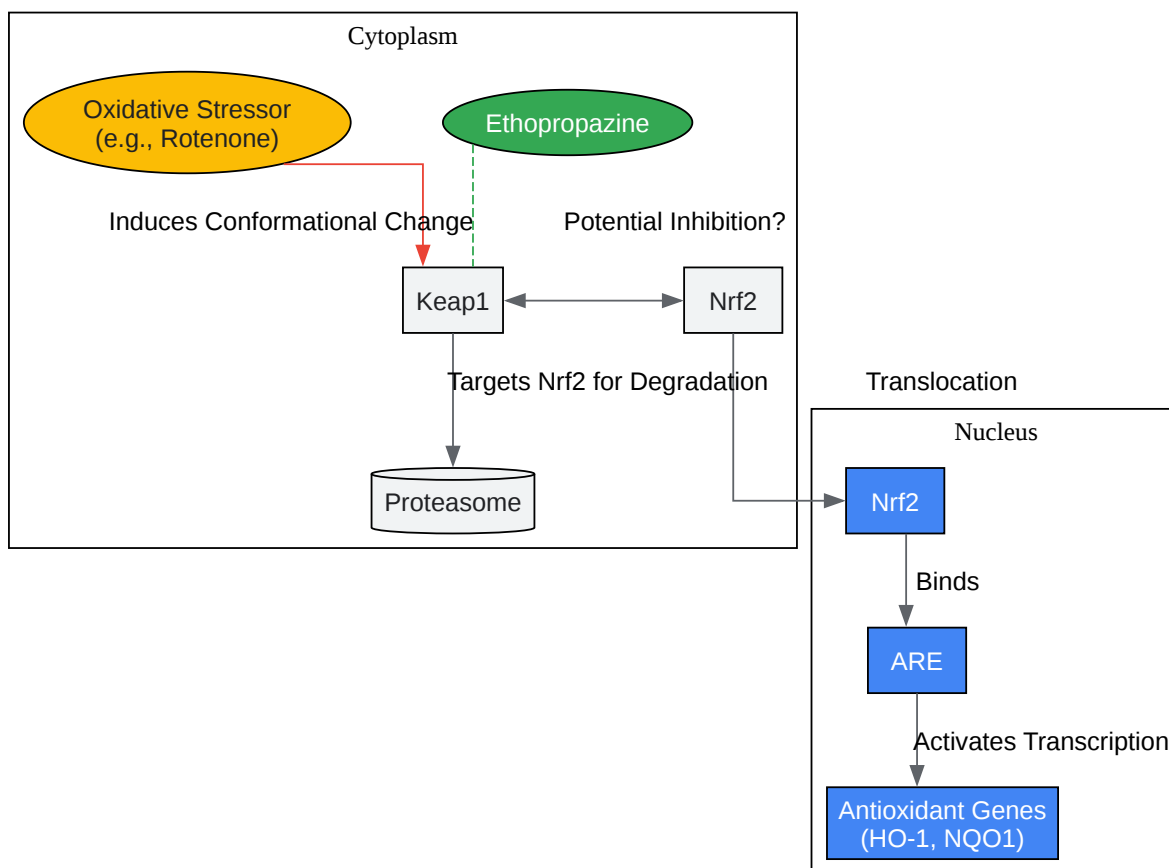 Cytoplasm
Oxidative Stressor
(e.g., Rotenone)
Ethopropazine
Induces Conformational Change
Potential Inhibition?
Keap1
Nrf2
Targets Nrf2 for Degradation
Translocation
Proteasome
Nucleus
Nrf2
Binds
ARE
Activates Transcription
Antioxidant Genes
(HO-1, NQO1)